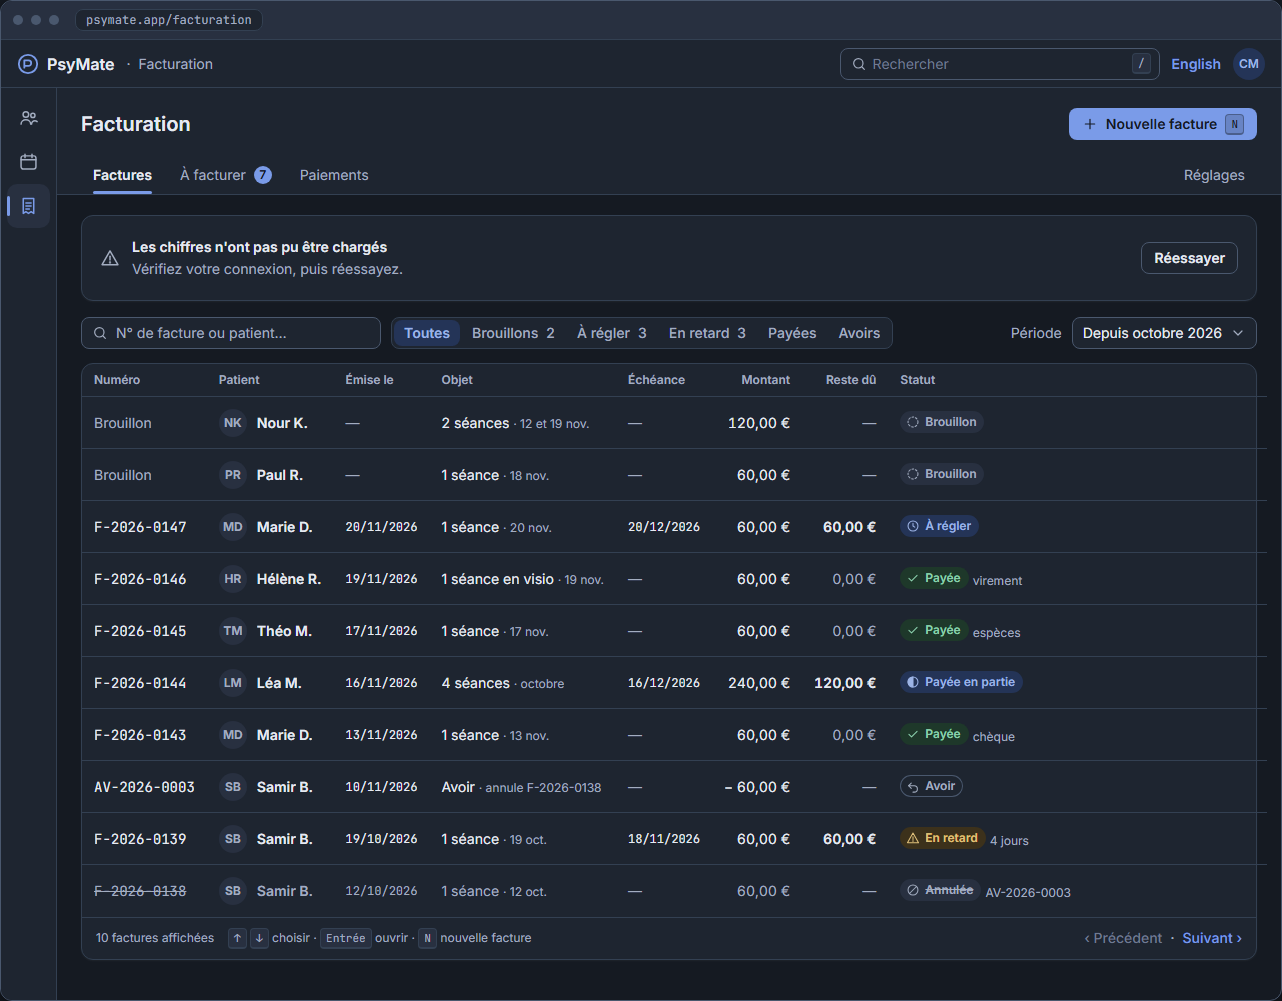 psymate.app/facturation
PsyMate · Facturation
Rechercher /
English CM
Facturation
+ Nouvelle facture N
Factures À facturer 7 Paiements Réglages
Les chiffres n'ont pas pu être chargés
Vérifiez votre connexion, puis réessayez.
Réessayer
N° de facture ou patient...
Toutes Brouillons 2 À régler 3 En retard 3 Payées Avoirs
Période Depuis octobre 2026
Numéro Patient Émise le Objet Échéance Montant Reste dû Statut
Brouillon NK Nour K. — 2 séances · 12 et 19 nov. — 120,00 € — Brouillon
Brouillon PR Paul R. — 1 séance · 18 nov. — 60,00 € — Brouillon
F-2026-0147 MD Marie D. 20/11/2026 1 séance · 20 nov. 20/12/2026 60,00 € 60,00 € À régler
F-2026-0146 HR Hélène R. 19/11/2026 1 séance en visio · 19 nov. — 60,00 € 0,00 € Payée virement
F-2026-0145 TM Théo M. 17/11/2026 1 séance · 17 nov. — 60,00 € 0,00 € Payée espèces
F-2026-0144 LM Léa M. 16/11/2026 4 séances · octobre 16/12/2026 240,00 € 120,00 € Payée en partie
F-2026-0143 MD Marie D. 13/11/2026 1 séance · 13 nov. — 60,00 € 0,00 € Payée chèque
AV-2026-0003 SB Samir B. 10/11/2026 Avoir · annule F-2026-0138 — − 60,00 € — Avoir
F-2026-0139 SB Samir B. 19/10/2026 1 séance · 19 oct. 18/11/2026 60,00 € 60,00 € En retard 4 jours
F-2026-0138 SB Samir B. 12/10/2026 1 séance · 12 oct. — 60,00 € — Annulée AV-2026-0003
10 factures affichées ↑ ↓ choisir · Entrée ouvrir · N nouvelle facture
‹ Précédent · Suivant ›